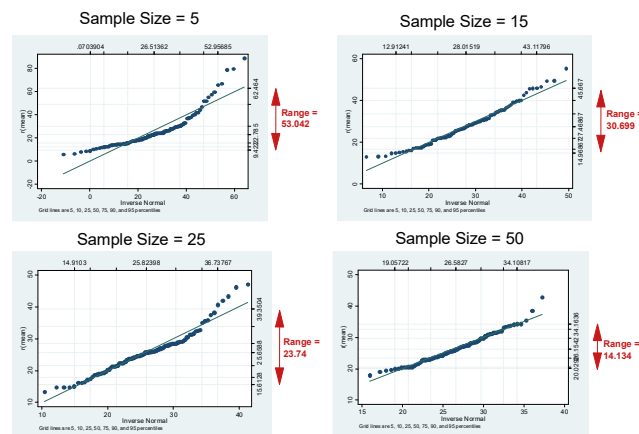 Sample Size = 5
Sample Size = 15
.0703904 26.51362 52.95685
12.91241 28.01519 43.11796
80
60
40
20
0
-20
r(mean)
62.464
Range =
53.042
0 20 40 60
Inverse Normal
Grid lines are 5, 10, 25, 50, 75, 90, and 95 percentiles
60
40
20
0
r(mean)
45.667
Range =
30.699
10 20 30 40 50
Inverse Normal
Grid lines are 5, 10, 25, 50, 75, 90, and 95 percentiles
Sample Size = 25
Sample Size = 50
14.9103 25.82398 36.73767
19.05722 26.5827 34.10817
50
40
30
20
10
r(mean)
39.3504
25.6588
15.6128
Range =
23.74
10 20 30 40
Inverse Normal
Grid lines are 5, 10, 25, 50, 75, 90, and 95 percentiles
50
40
30
20
10
r(mean)
34.1636
Range =
14.134
15 20 25 30 35 40
Inverse Normal
Grid lines are 5, 10, 25, 50, 75, 90, and 95 percentiles